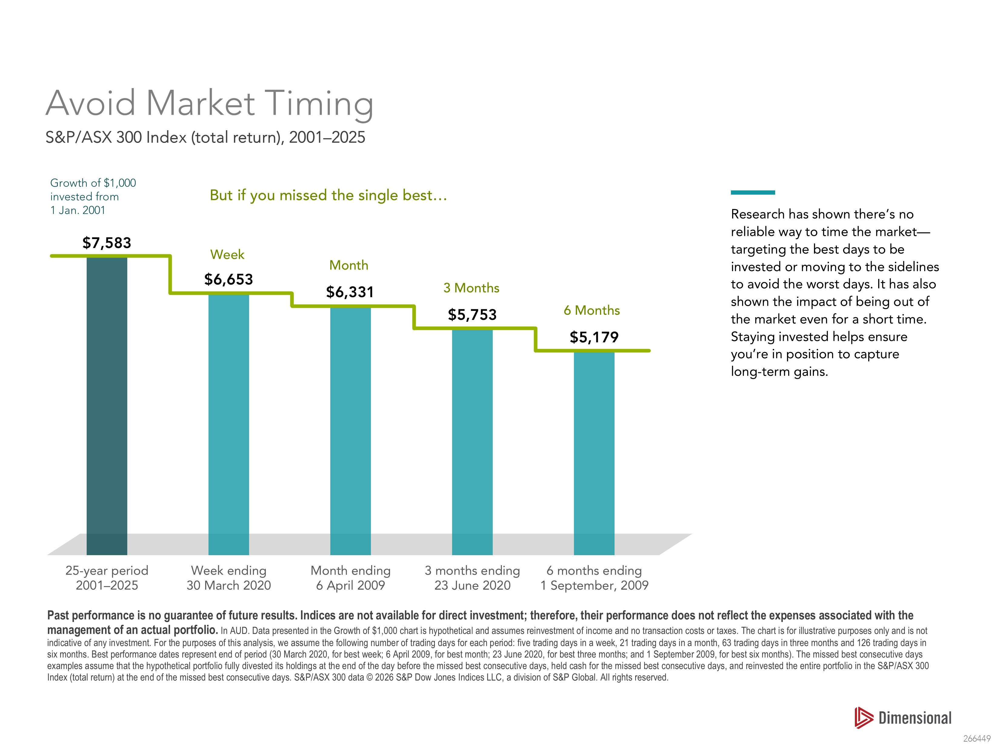 Avoid Market Timing
S&P/ASX 300 Index (total return), 2001–2025
Growth of $1,000
invested from
1 Jan. 2001
But if you missed the single best…
$7,583
Week
$6,653
Month
$6,331
3 Months
$5,753
6 Months
$5,179
25-year period
2001–2025
Week ending
30 March 2020
Month ending
6 April 2009
3 months ending
23 June 2020
6 months ending
1 September, 2009
Research has shown there’s no
reliable way to time the market—
targeting the best days to be
invested or moving to the sidelines
to avoid the worst days. It has also
shown the impact of being out of
the market even for a short time.
Staying invested helps ensure
you’re in position to capture
long-term gains.
Past performance is no guarantee of future results. Indices are not available for direct investment; therefore, their performance does not reflect the expenses associated with the
management of an actual portfolio. In AUD. Data presented in the Growth of $1,000 chart is hypothetical and assumes reinvestment of income and no transaction costs or taxes. The chart is for illustrative purposes only and is not
indicative of any investment. For the purposes of this analysis, we assume the following number of trading days for each period: five trading days in a week, 21 trading days in a month, 63 trading days in three months and 126 trading days in
six months. Best performance dates represent end of period (30 March 2020, for best week; 6 April 2009, for best month; 23 June 2020, for best three months; and 1 September 2009, for best six months). The missed best consecutive days
examples assume that the hypothetical portfolio fully divested its holdings at the end of the day before the missed best consecutive days, held cash for the missed best consecutive days, and reinvested the entire portfolio in the S&P/ASX 300
Index (total return) at the end of the missed best consecutive days. S&P/ASX 300 data © 2026 S&P Dow Jones Indices LLC, a division of S&P Global. All rights reserved.
Dimensional
266449